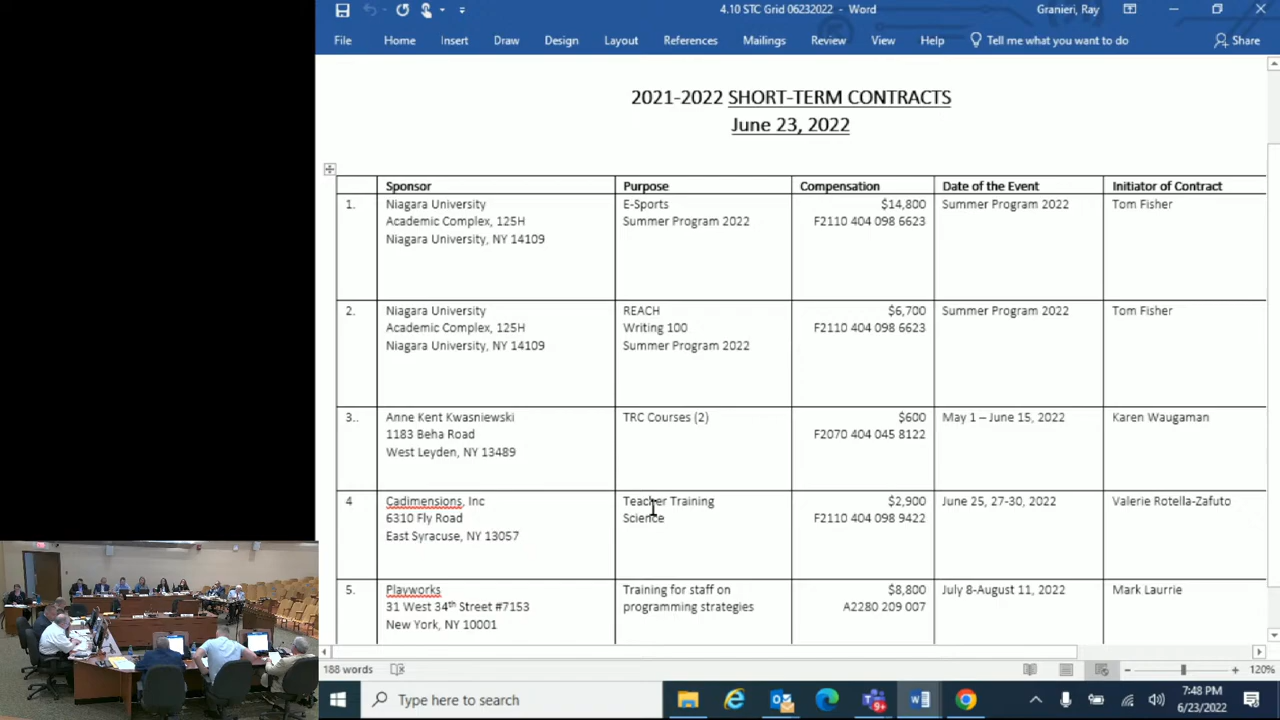 4.10 STC Grid 06232022 - Word
Granieri, Ray
File Home Insert Draw Design Layout References Mailings Review View Help Tell me what you want to do Share
2021-2022 SHORT-TERM CONTRACTS
June 23, 2022
Sponsor Purpose Compensation Date of the Event Initiator of Contract
1. Niagara University E-Sports $14,800 Summer Program 2022 Tom Fisher
Academic Complex, 125H Summer Program 2022 F2110 404 098 6623
Niagara University, NY 14109
2. Niagara University REACH $6,700 Summer Program 2022 Tom Fisher
Academic Complex, 125H Writing 100 F2110 404 098 6623
Niagara University, NY 14109 Summer Program 2022
3.. Anne Kent Kwasniewski TRC Courses (2) $600 May 1 – June 15, 2022 Karen Waugaman
1183 Beha Road F2070 404 045 8122
West Leyden, NY 13489
4 Cadimensions, Inc Teacher Training $2,900 June 25, 27-30, 2022 Valerie Rotella-Zafuto
6310 Fly Road Science F2110 404 098 9422
East Syracuse, NY 13057
5. Playworks Training for staff on $8,800 July 8-August 11, 2022 Mark Laurrie
31 West 34th Street #7153 programming strategies A2280 209 007
New York, NY 10001
188 words 120%
Type here to search 9+ 7:48 PM
6/23/2022